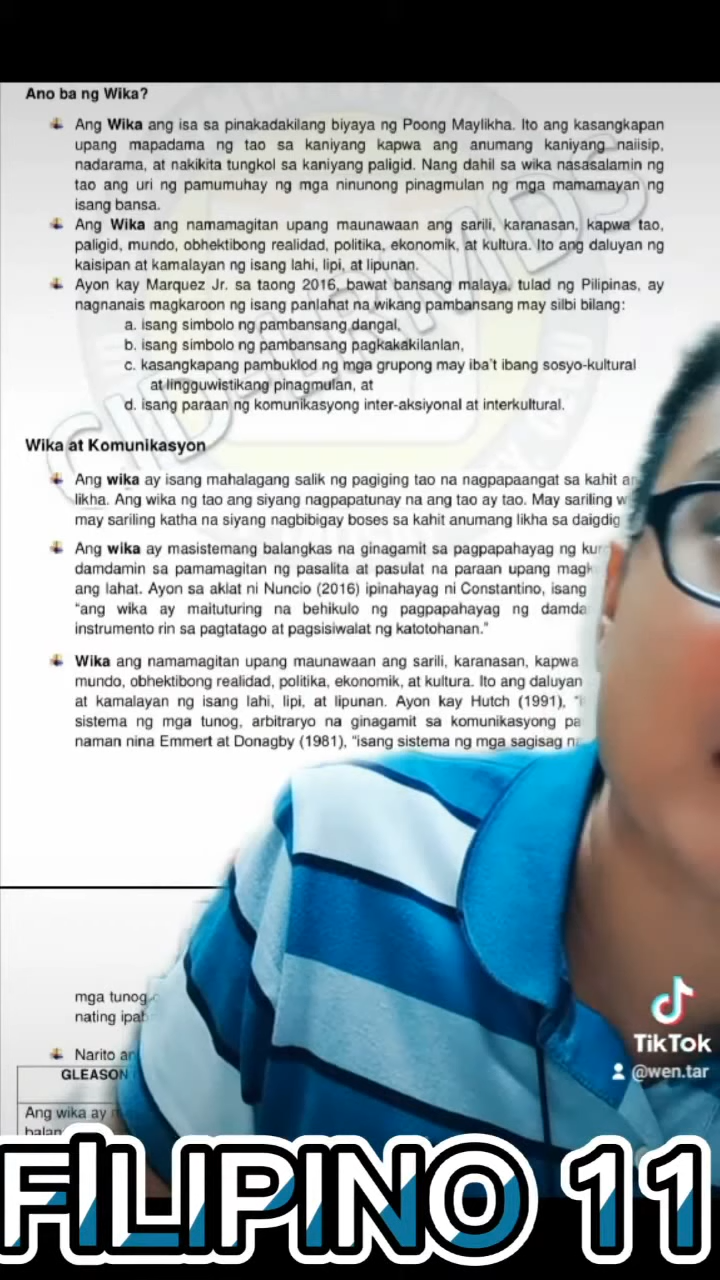 Ano ba ng Wika?
Ang Wika ang isa sa pinakadakilang biyaya ng Poong Maylikha. Ito ang kasangkapan
upang mapadama ng tao sa kaniyang kapwa ang anumang kaniyang naiisip,
nadarama, at nakikita tungkol sa kaniyang paligid. Nang dahil sa wika nasasalamin ng
tao ang uri ng pamumuhay ng mga ninunong pinagmulan ng mga mamamayan ng
isang bansa.
Ang Wika ang namamagitan upang maunawaan ang sarili, karanasan, kapwa tao,
paligid, mundo, obhektibong realidad, politika, ekonomik, at kultura. Ito ang daluyan ng
kaisipan at kamalayan ng isang lahi, lipi, at lipunan.
Ayon kay Marquez Jr. sa taong 2016, bawat bansang malaya, tulad ng Pilipinas, ay
nagnanais magkaroon ng isang panlahat na wikang pambansang may silbi bilang:
a. isang simbolo ng pambansang dangal,
b. isang simbolo ng pambansang pagkakakilanlan,
c. kasangkapang pambuklod ng mga grupong may iba't ibang sosyo-kultural
at lingguwistikang pinagmulan, at
d. isang paraan ng komunikasyong inter-aksiyonal at interkultural.
Wika at Komunikasyon
Ang wika ay isang mahalagang salik ng pagiging tao na nagpapaangat sa kahit
likha. Ang wika ng tao ang siyang nagpapatunay na ang tao ay tao. May sariling
may sariling katha na siyang nagbibigay boses sa kahit anumang likha sa daigdig
Ang wika ay masistemang balangkas na ginagamit sa pagpapahayag ng
damdamin sa pamamagitan ng pasalita at pasulat na paraan upang
ang lahat. Ayon sa aklat ni Nuncio (2016) ipinahayag ni Constantino, isang
"ang wika ay maituturing na behikulo ng pagpapahayag ng damda
instrumento rin sa pagtatago at pagsisiwalat ng katotohanan."
Wika ang namamagitan upang maunawaan ang sarili, karanasan, kapwa
mundo, obhektibong realidad, politika, ekonomik, at kultura. Ito ang daluyan
at kamalayan ng isang lahi, lipi, at lipunan. Ayon kay Hutch (1991),
sistema ng mga tunog, arbitraryo na ginagamit sa komunikasyong pa
naman nina Emmert at Donagby (1981), "isang sistema ng mga sagisag
mga tunog
nating
Narito
GLEASON
Ang wika ay
TikTok
@wen.tar
FILIPINO 11